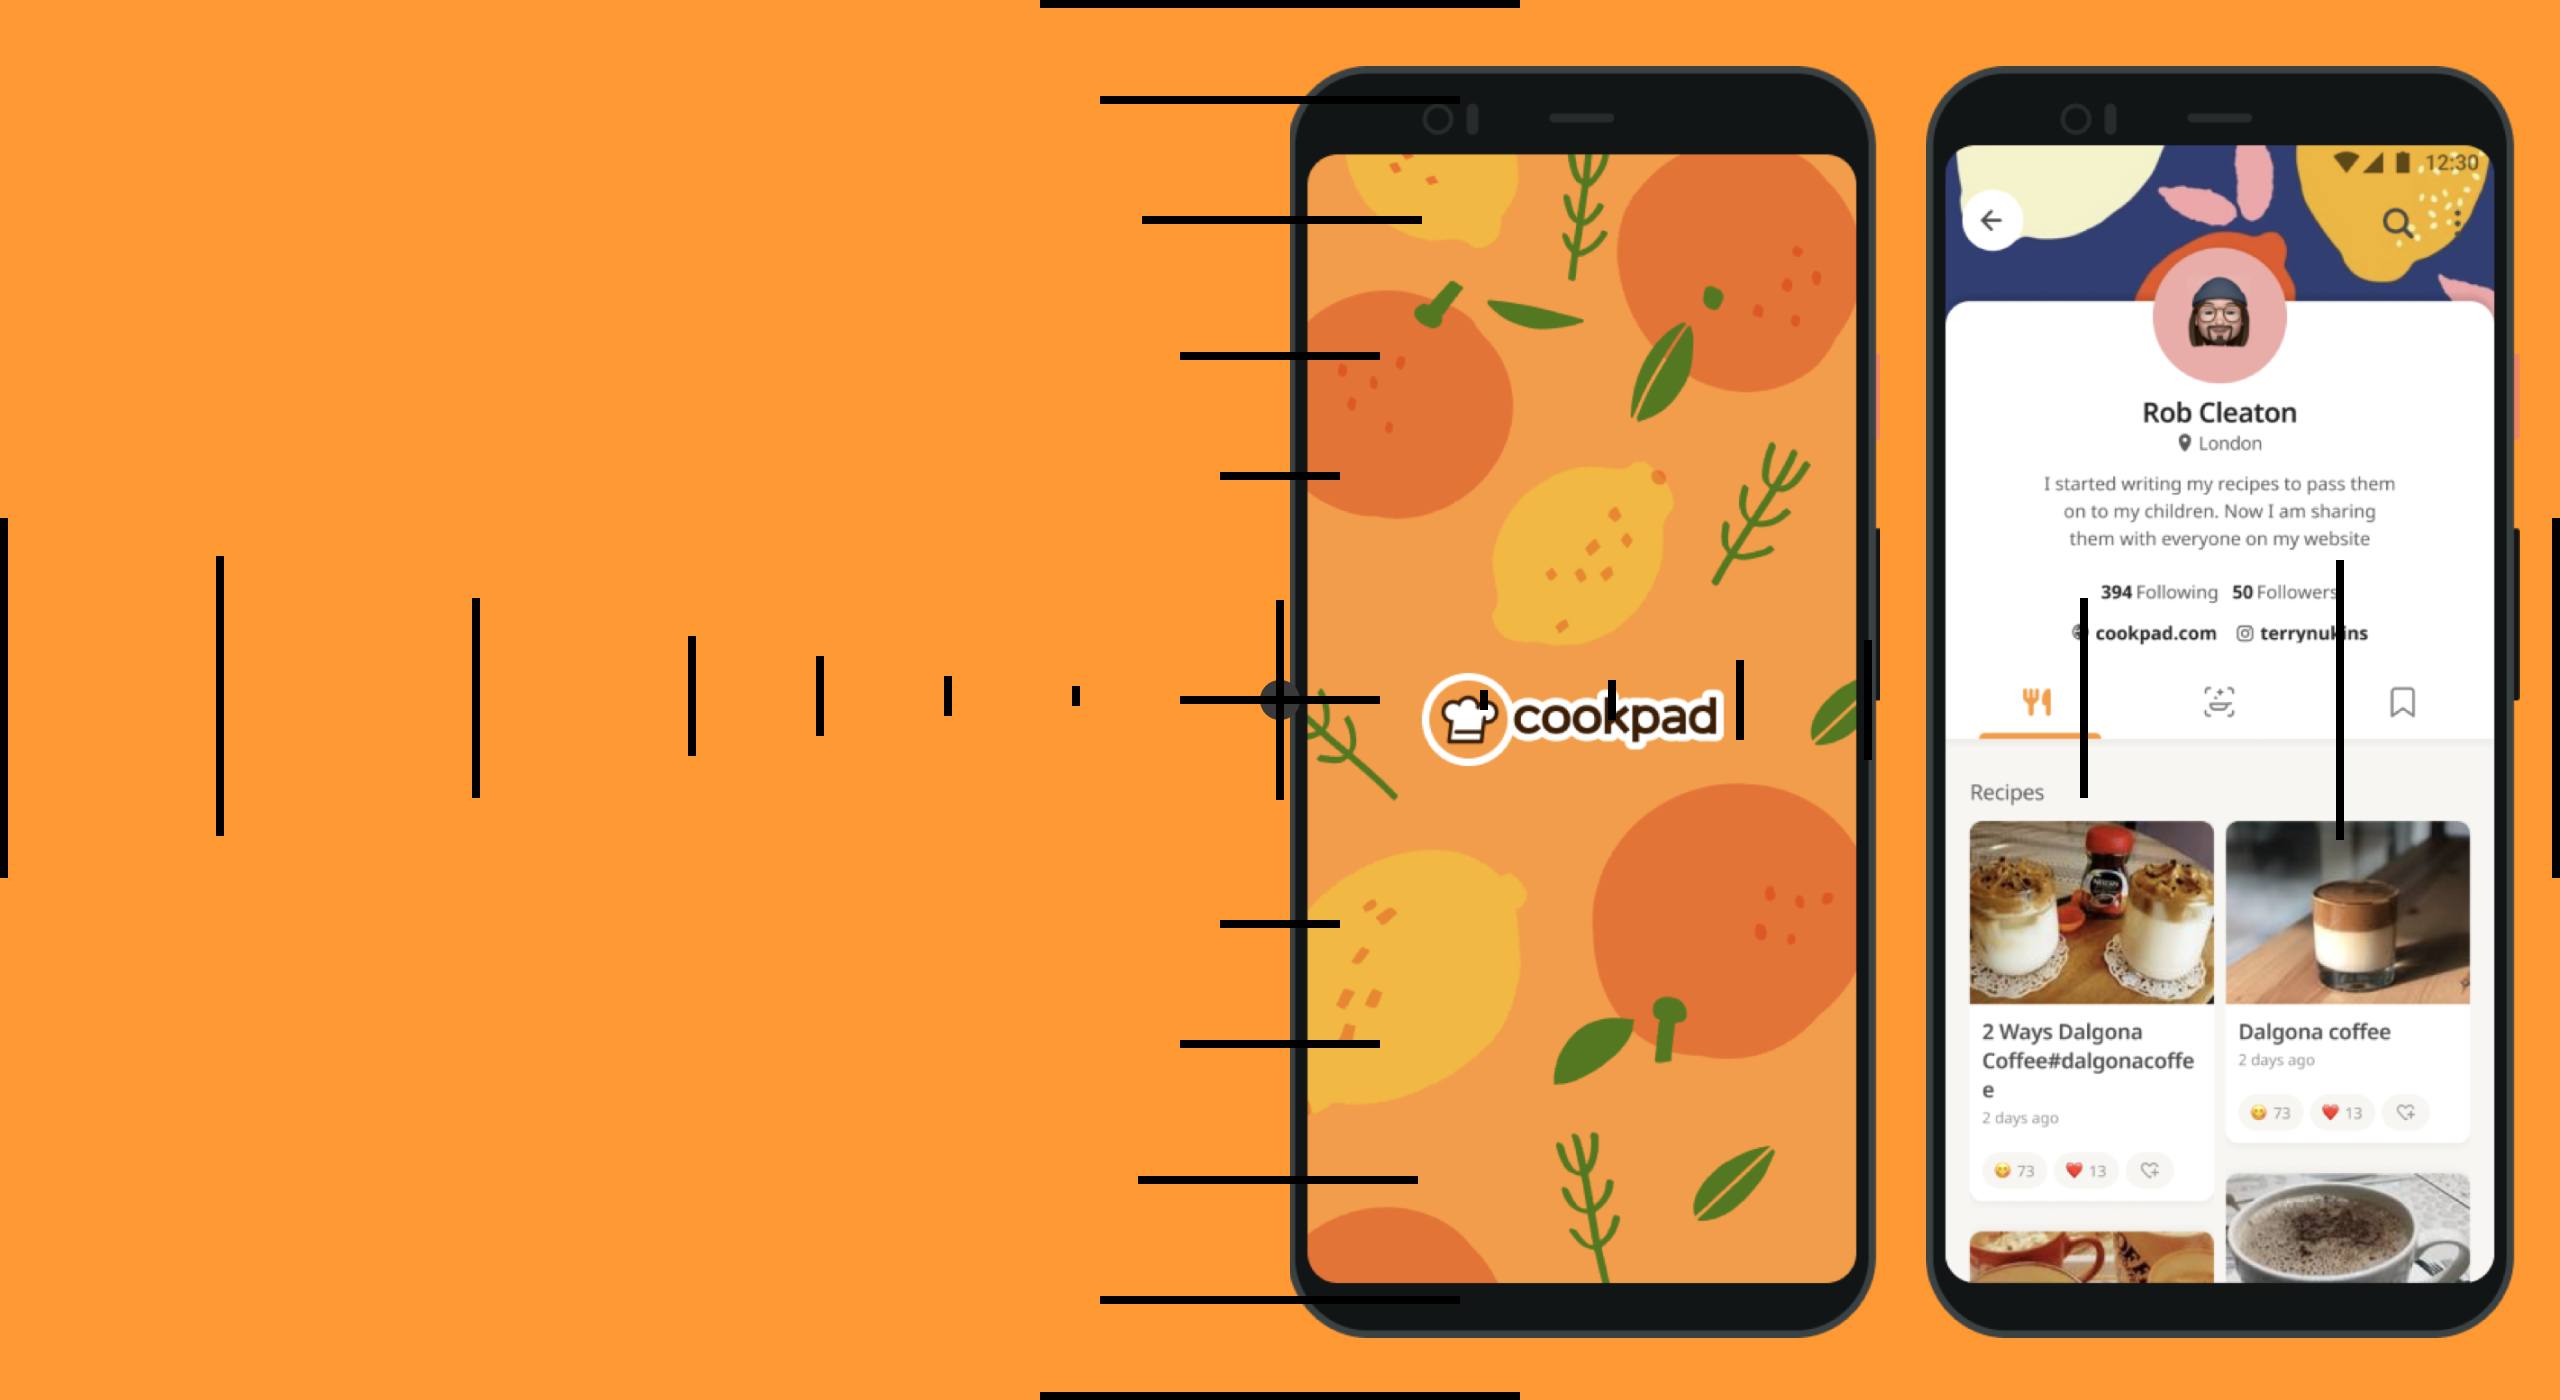 cookpad
12:30
Rob Cleaton
London
I started writing my recipes to pass them
on to my children. Now I am sharing
them with everyone on my website
394 Following 50 Followers
cookpad.com terrynukins
Recipes
2 Ways Dalgona
Coffee#dalgonacoffe
e
2 days ago
73 13
Dalgona coffee
2 days ago
73 13